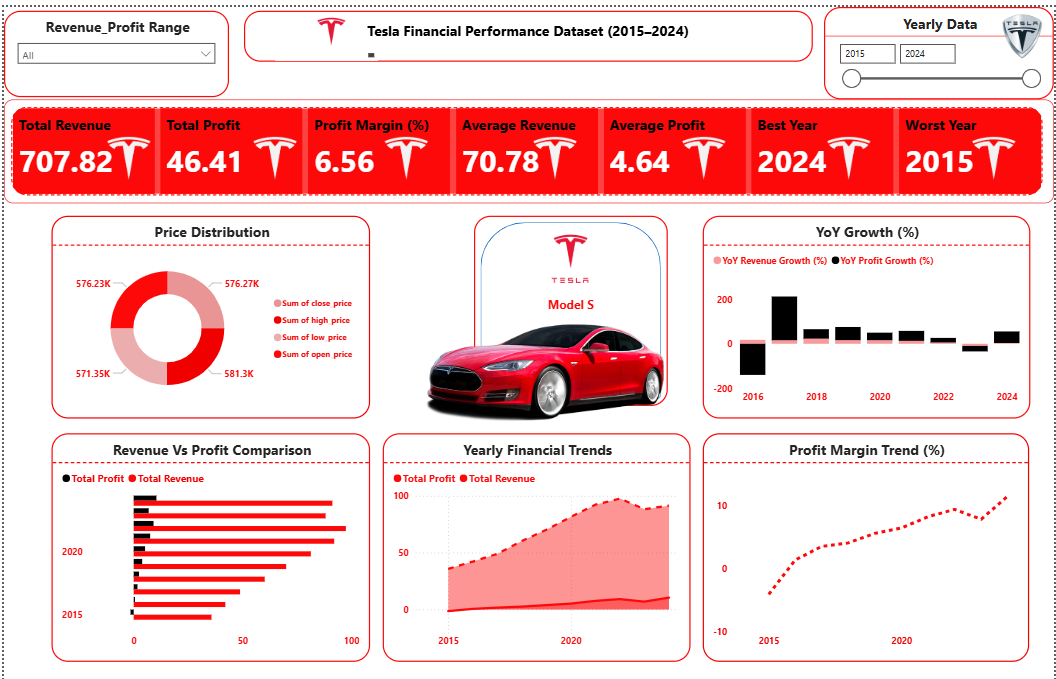 Revenue_Profit Range
All
Tesla Financial Performance Dataset (2015–2024)
Yearly Data
TESLA
2015
2024
Total Revenue
707.82
Total Profit
46.41
Profit Margin (%)
6.56
Average Revenue
70.78
Average Profit
4.64
Best Year
2024
Worst Year
2015
Price Distribution
576.23K
576.27K
571.35K
581.3K
Sum of close price
Sum of high price
Sum of low price
Sum of open price
TESLA
Model S
YoY Growth (%)
YoY Revenue Growth (%) YoY Profit Growth (%)
200
0
-200
2016 2018 2020 2022 2024
Revenue Vs Profit Comparison
Total Profit Total Revenue
2020
2015
0 50 100
Yearly Financial Trends
Total Profit Total Revenue
100
50
0
2015 2020
Profit Margin Trend (%)
10
0
-10
2015 2020